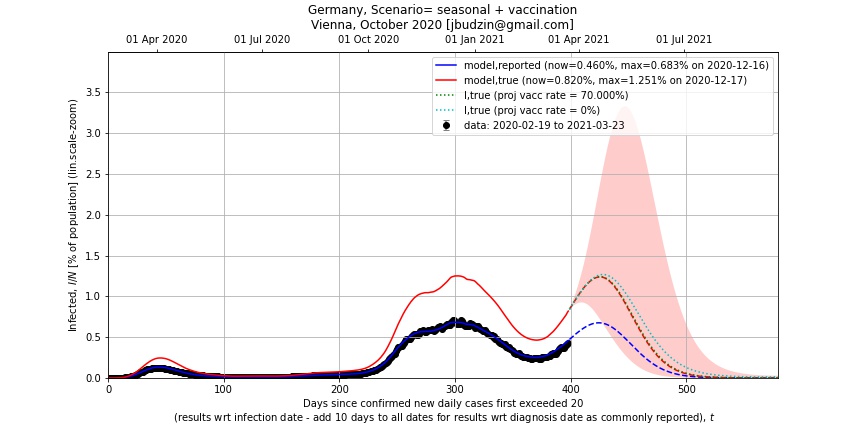 Germany, Scenario= seasonal + vaccination
Vienna, October 2020 [jbudzin@gmail.com]
01 Apr 2020 01 Jul 2020 01 Oct 2020 01 Jan 2021 01 Apr 2021 01 Jul 2021
model,reported (now=0.460%, max=0.683% on 2020-12-16)
model,true (now=0.820%, max=1.251% on 2020-12-17)
I,true (proj vacc rate = 70.000%)
I,true (proj vacc rate = 0%)
data: 2020-02-19 to 2021-03-23
Infected, I/N [% of population] (lin.scale-zoom)
3.5
3.0
2.5
2.0
1.5
1.0
0.5
0.0
0 100 200 300 400 500
Days since confirmed new daily cases first exceeded 20
(results wrt infection date - add 10 days to all dates for results wrt diagnosis date as commonly reported), t